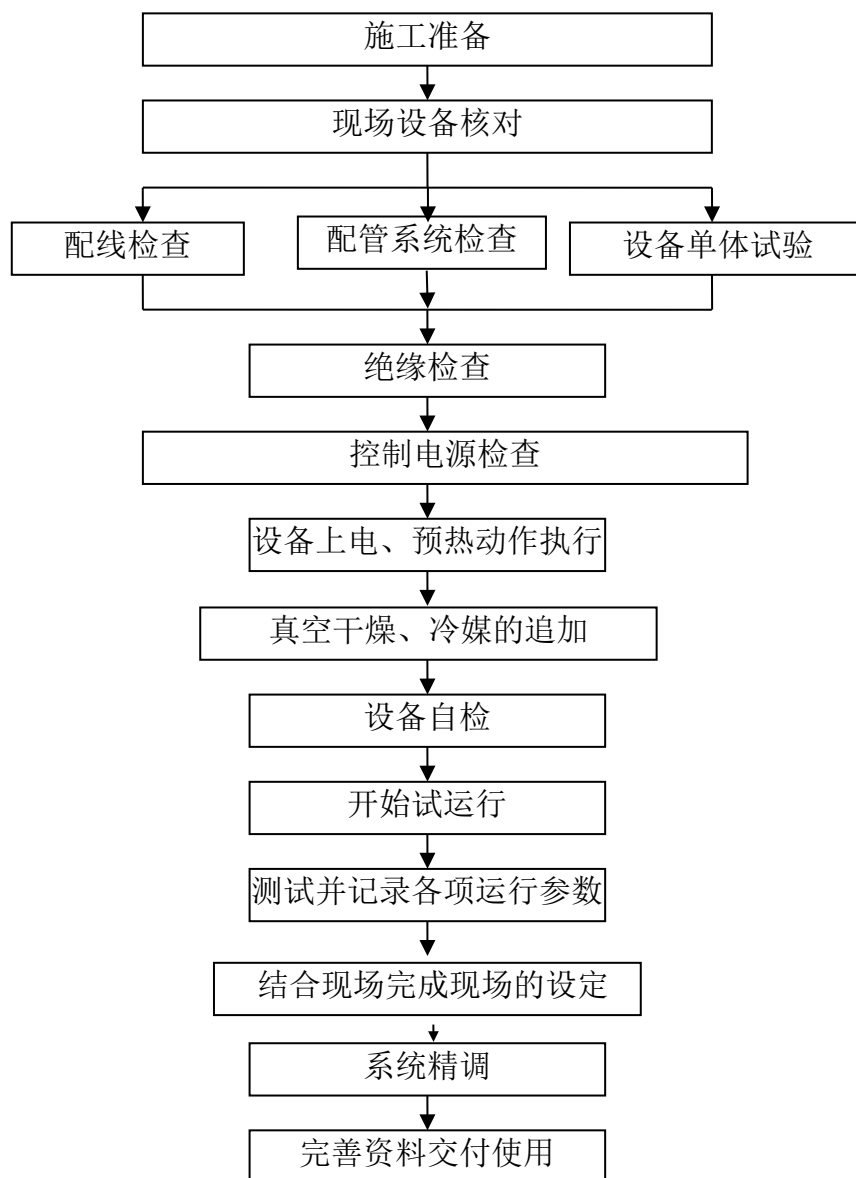 施工准备
现场设备核对
配线检查
配管系统检查
设备单体试验
绝缘检查
控制电源检查
设备上电、预热动作执行
真空干燥、冷媒的追加
设备自检
开始试运行
测试并记录各项运行参数
结合现场完成现场的设定
系统精调
完善资料交付使用